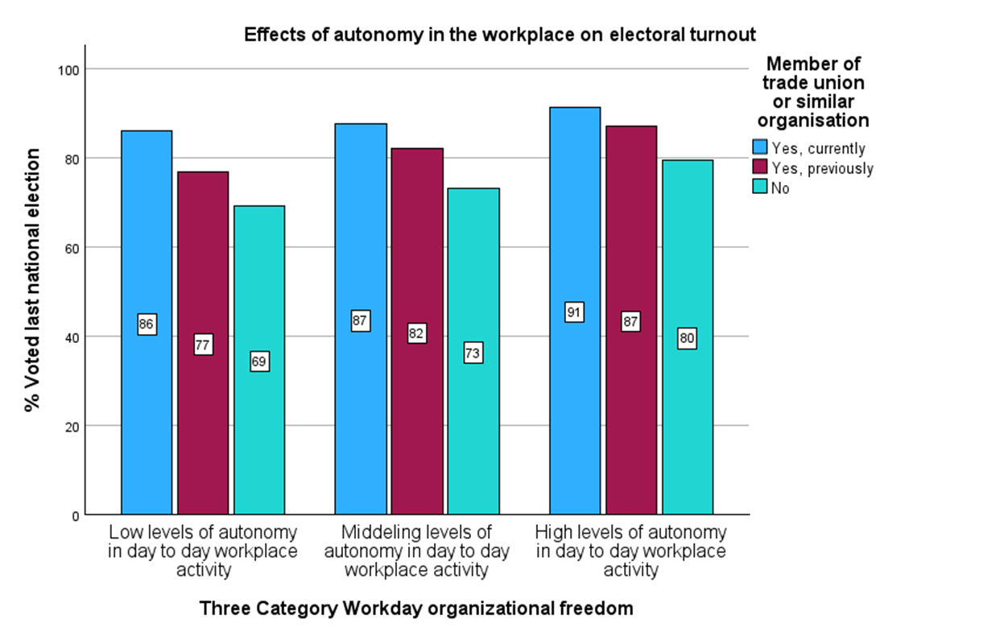 Effects of autonomy in the workplace on electoral turnout
Member of
trade union
or similar
organisation
Yes, currently
Yes, previously
No
% Voted last national election
100
80
60
40
20
0
86
77
69
87
82
73
91
87
80
Low levels of autonomy
in day to day workplace
activity
Middeling levels of
autonomy in day to day
workplace activity
High levels of autonomy
in day to day workplace
activity
Three Category Workday organizational freedom